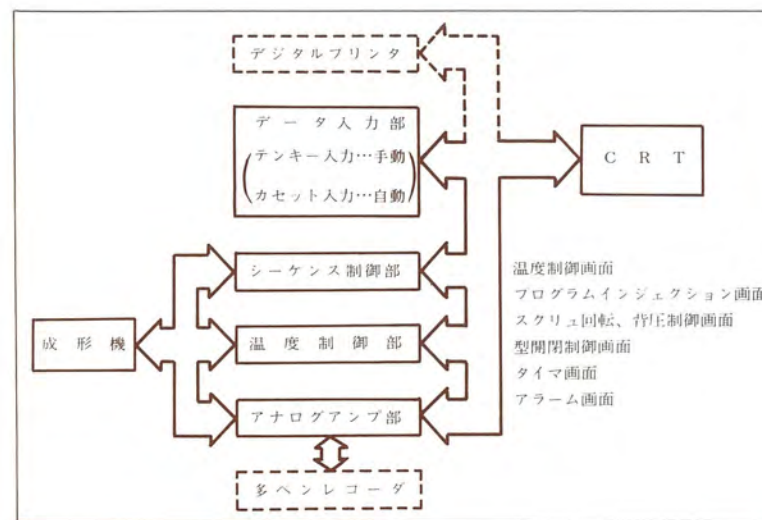 デジタルプリンタ
データ入力部
(テンキー入力…手動
カセット入力…自動)
CRT
シーケンス制御部
成形機
温度制御部
アナログアンプ部
多ペンレコーダ
温度制御画面
プログラムインジェクション画面
スクリュ回転、背圧制御画面
型開閉制御画面
タイマ画面
アラーム画面